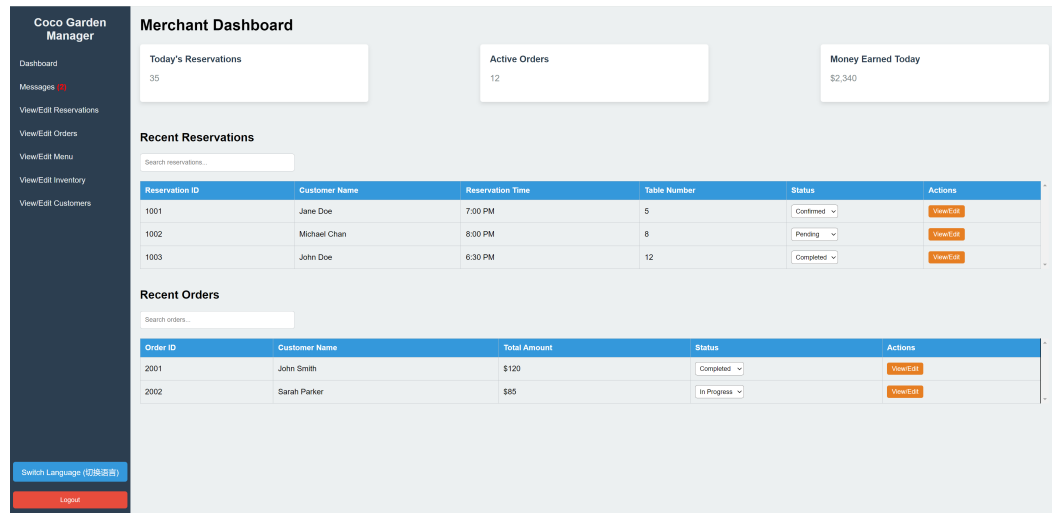 Coco Garden
Manager
Dashboard
Messages [3]
View/Edit Reservations
View/Edit Orders
View/Edit Menu
View/Edit Inventory
View/Edit Customers
Switch Language (切换语言)
Logout
Merchant Dashboard
Today's Reservations
35
Active Orders
12
Money Earned Today
$2,340
Recent Reservations
Search reservations...
Reservation ID Customer Name Reservation Time Table Number Status Actions
1001 Jane Doe 7:00 PM 5 Confirmed View/Edit
1002 Michael Chan 8:00 PM 8 Pending View/Edit
1003 John Doe 6:30 PM 12 Completed View/Edit
Recent Orders
Search orders...
Order ID Customer Name Total Amount Status Actions
2001 John Smith $120 Completed View/Edit
2002 Sarah Parker $85 In Progress View/Edit